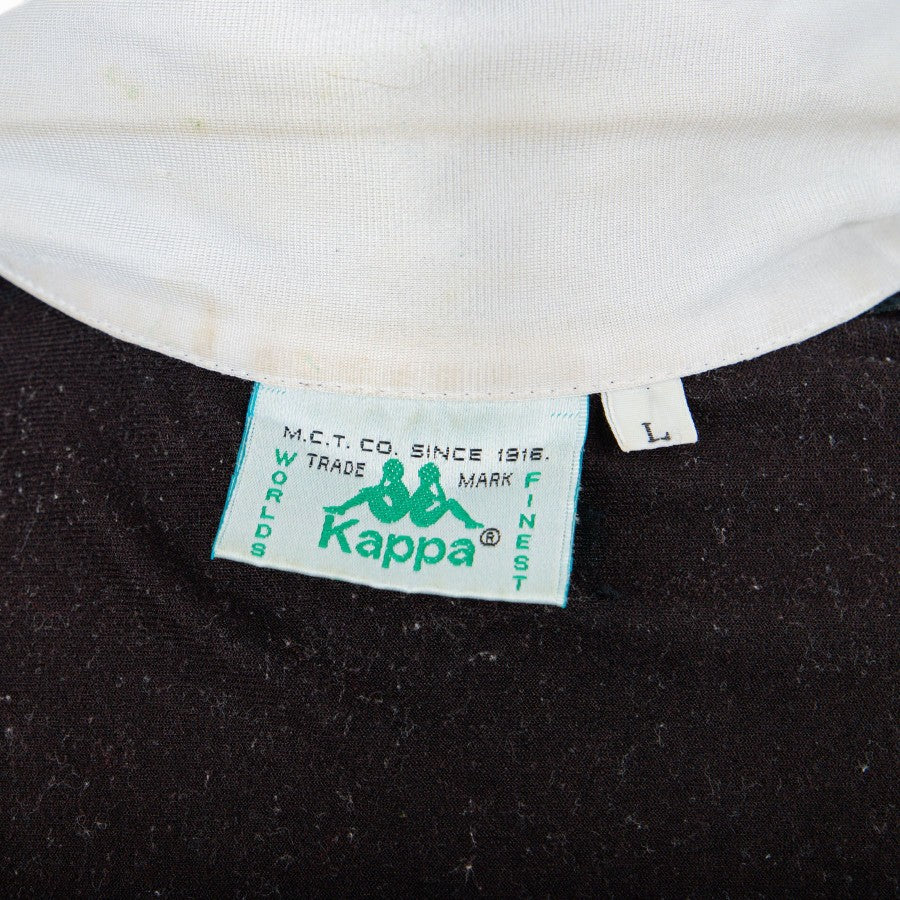 M.C.T. CO. SINCE 1916.
TRADE MARK
WORLDS
FINEST
Kappa®
L